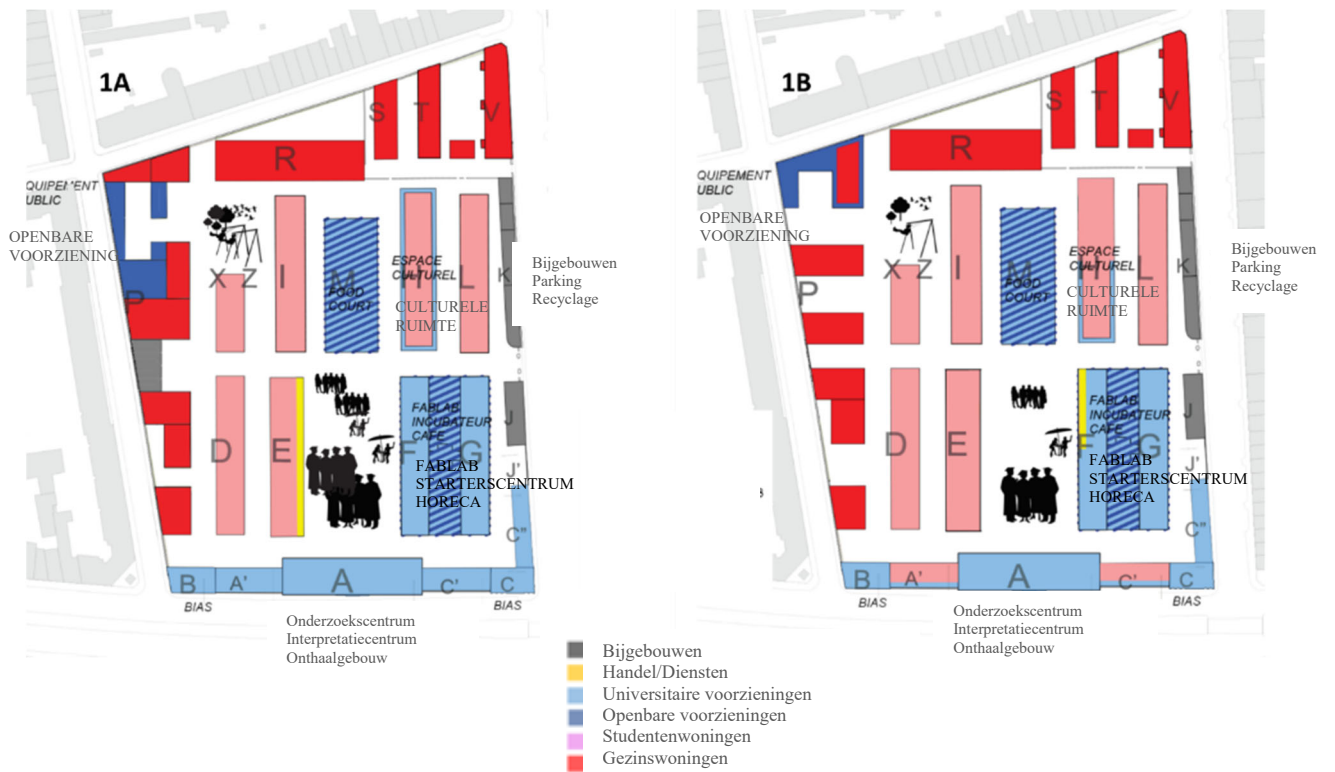 1A
S
T
V
R
QUIPEMENT
UBLIC
OPENBARE
VOORZIENING
X
Z
I
M
FOOD
COURT
ESPACE
CULTUREL
H
CULTURELE
RUIMTE
L
K
Bijgebouwen
Parking
Recyclage
P
D
E
F
G
FABLAB
INCUBATEUR
CAFE
FABLAB
STARTERSCENTRUM
HORECA
B
A'
A
C'
C
BIAS
BIAS
C"
Onderzoekscentrum
Interpretatiecentrum
Onthaalgebouw
1B
S
T
V
R
QUIPEMENT
UBLIC
OPENBARE
VOORZIENING
X
Z
I
M
FOOD
COURT
ESPACE
CULTUREL
H
CULTURELE
RUIMTE
L
K
Bijgebouwen
Parking
Recyclage
P
D
E
F
G
J
J'
FABLAB
INCUBATEUR
CAFE
FABLAB
STARTERSCENTRUM
HORECA
C"
B
A'
A
C'
C
BIAS
BIAS
Onderzoekscentrum
Interpretatiecentrum
Onthaalgebouw
J
J'
Bijgebouwen
Handel/Diensten
Universitaire voorzieningen
Openbare voorzieningen
Studentenwoningen
Gezinswoningen